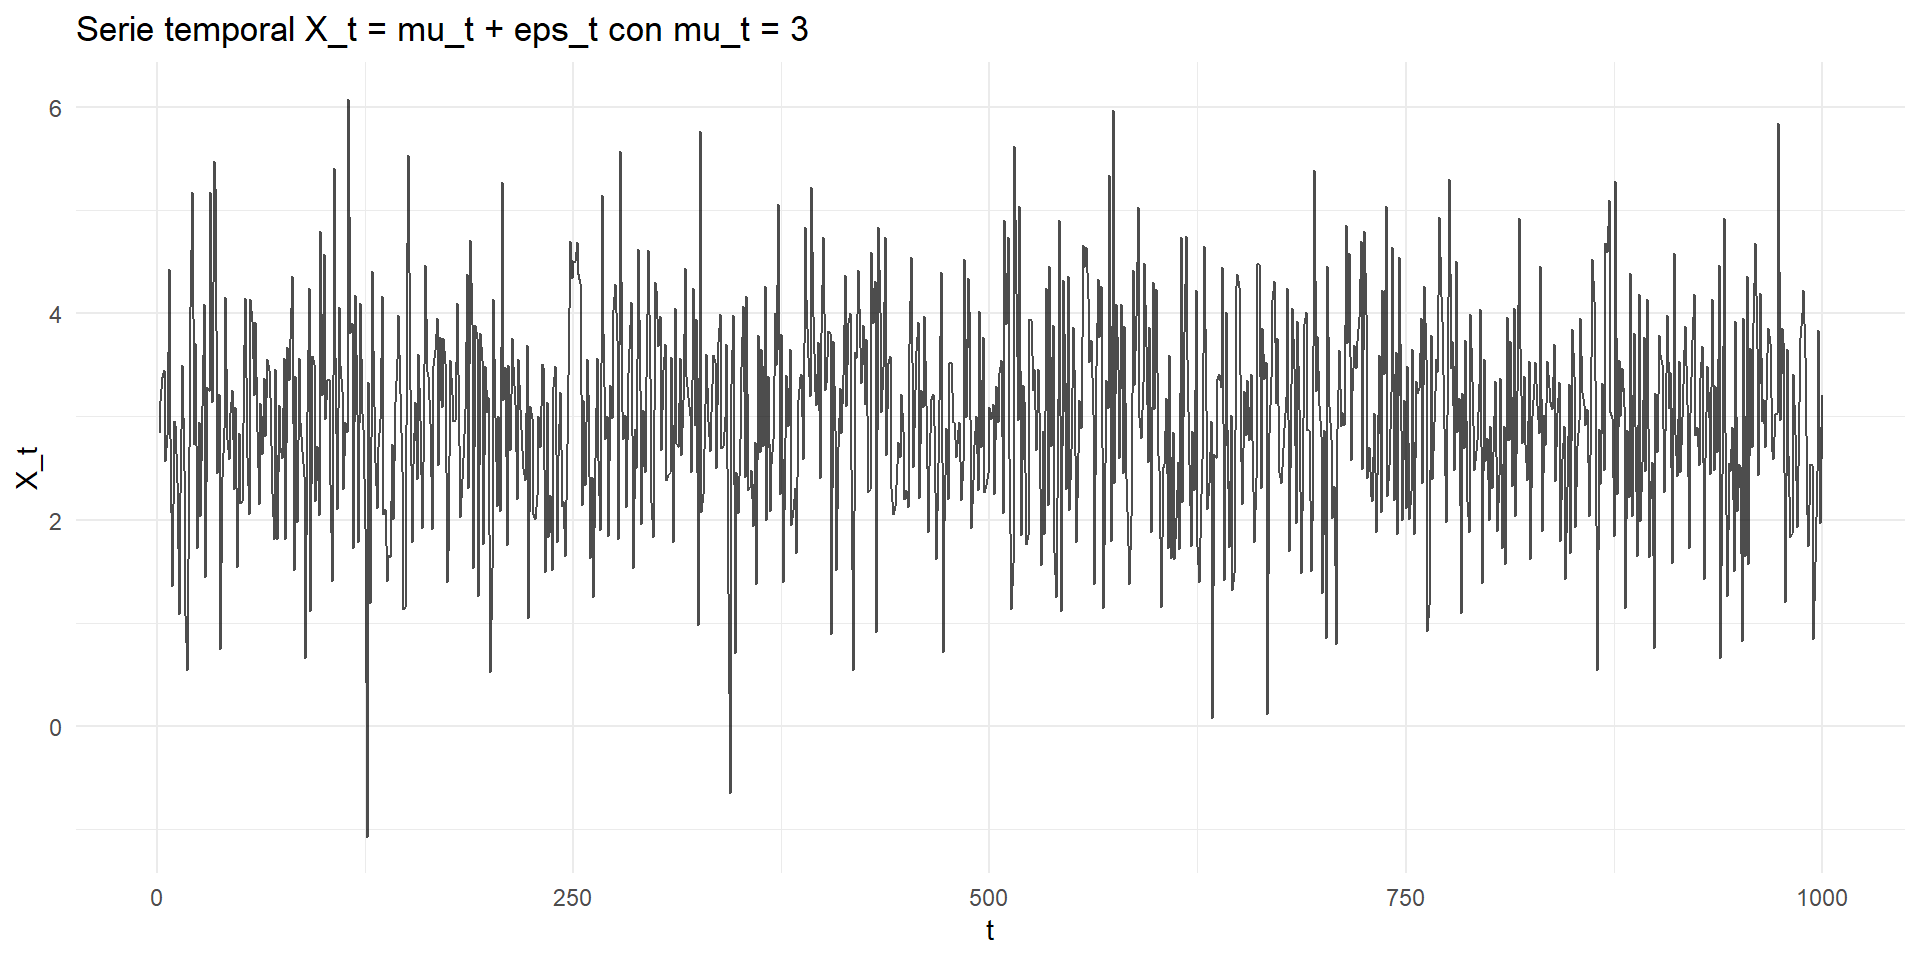 Serie temporal X_t = mu_t + eps_t con mu_t = 3
6
4
2
0
X_t
0 250 500 750 1000
t